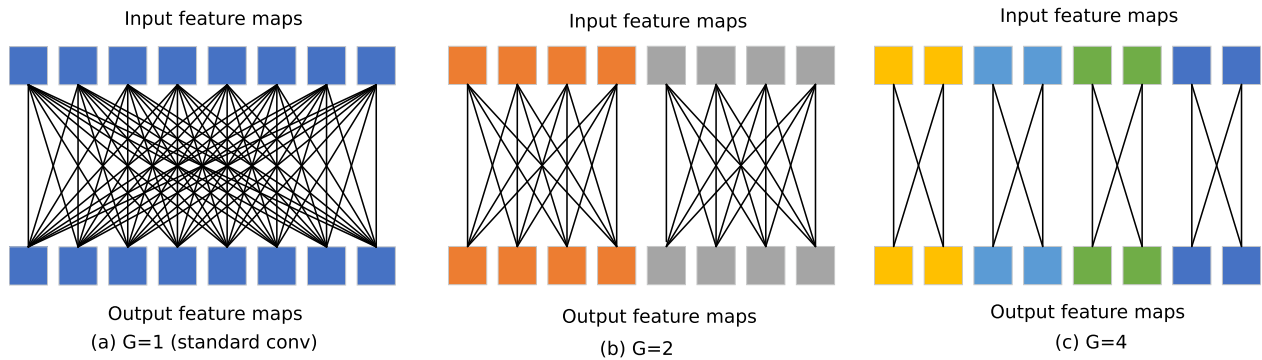 Input feature maps
Output feature maps
(a) G=1 (standard conv)
Input feature maps
Output feature maps
(b) G=2
Input feature maps
Output feature maps
(c) G=4